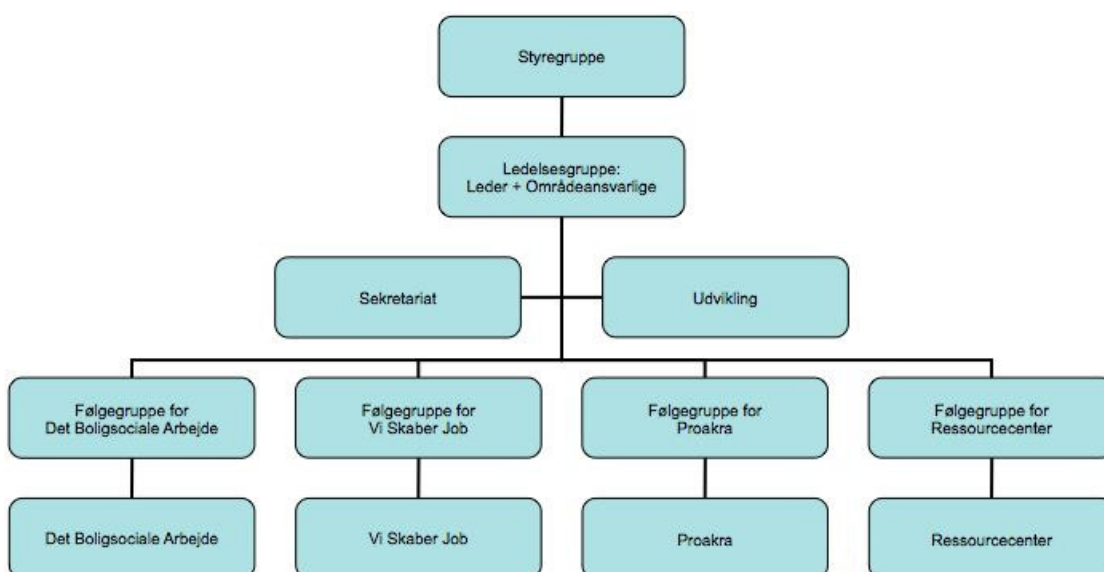 Styregruppe
Ledelsesgruppe:
Leder + Områdeansvarlige
Sekretariat
Udvikling
Følgegruppe for
Det Boligsociale Arbejde
Følgegruppe for
Vi Skaber Job
Følgegruppe for
Proakra
Følgegruppe for
Ressourcecenter
Det Boligsociale Arbejde
Vi Skaber Job
Proakra
Ressourcecenter